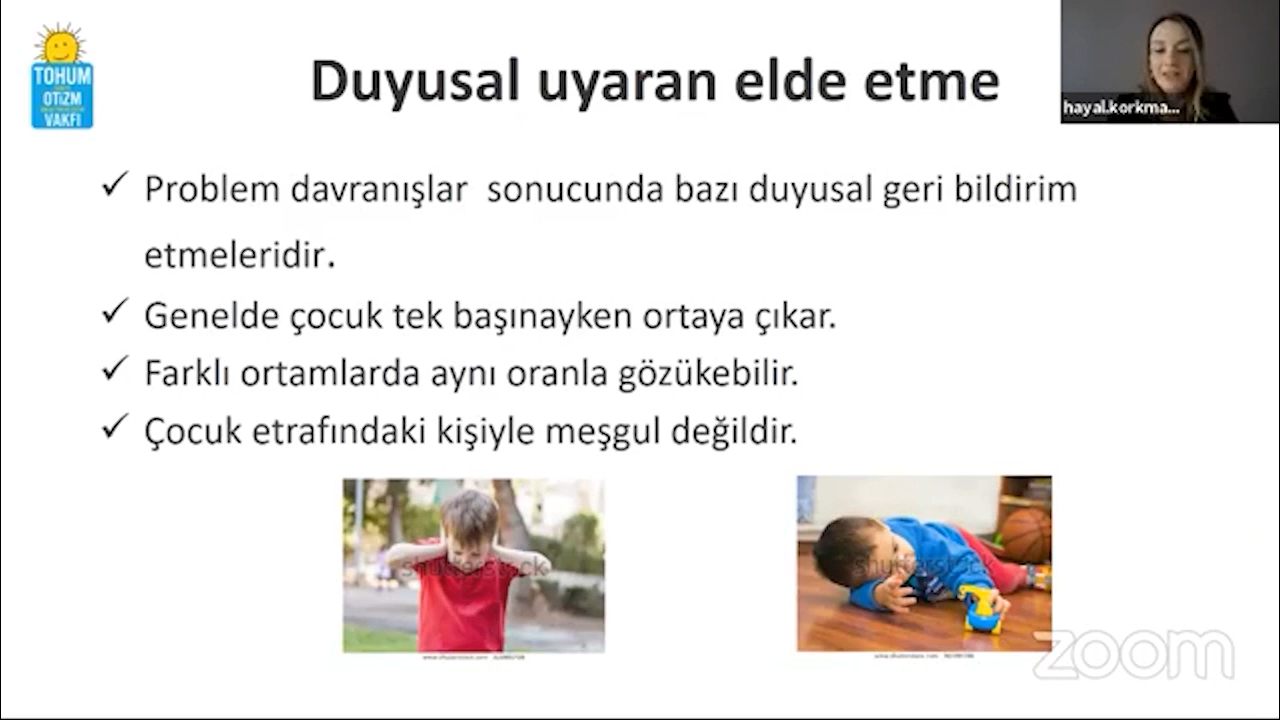 TOHUM
OTİZM
VAKFI
Duyusal uyaran elde etme
hayal.korkma...
Problem davranışlar sonucunda bazı duyusal geri bildirim
etmeleridir.
Genelde çocuk tek başınayken ortaya çıkar.
Farklı ortamlarda aynı oranla gözükebilir.
Çocuk etrafındaki kişiyle meşgul değildir.
shutterstock
shutterstock
zoom